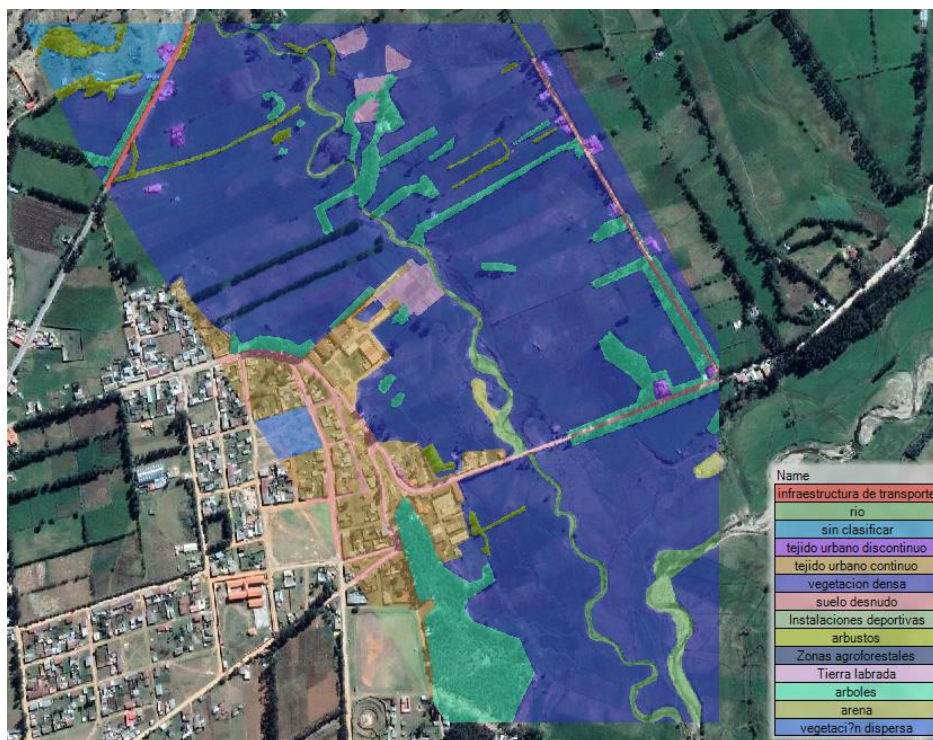 Name
infraestructura de transporte
rio
sin clasificar
tejido urbano discontinuo
tejido urbano continuo
vegetacion densa
suelo desnudo
Instalaciones deportivas
arbustos
Zonas agroforestales
Tierra labrada
arboles
arena
vegetaci?n dispersa